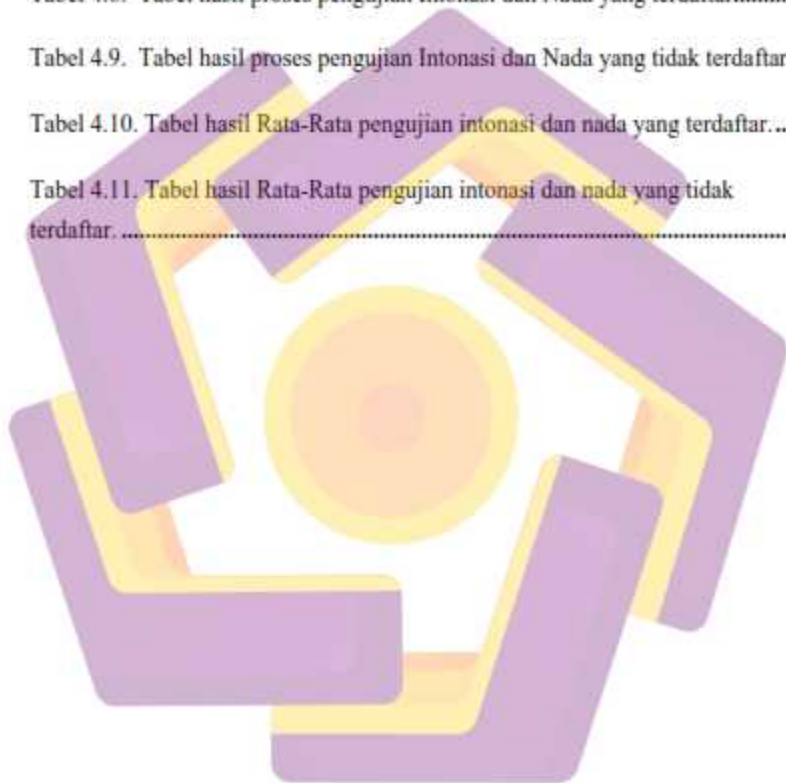 Tabel 4.9.  Tabel hasil proses pengujian Intonasi dan Nada yang tidak terdaftar
Tabel 4.10. Tabel hasil Rata-Rata pengujian intonasi dan nada yang terdaftar...
Tabel 4.11. Tabel hasil Rata-Rata pengujian intonasi dan nada yang tidak
terdaftar. ........................................................................................................